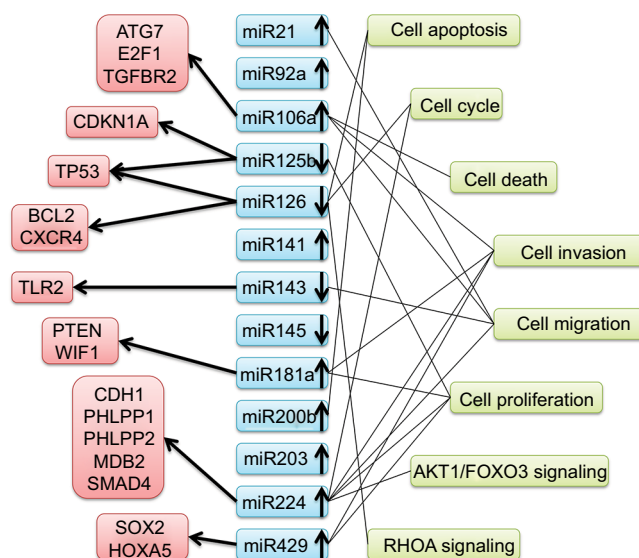 ATG7
E2F1
TGFBR2
CDKN1A
TP53
BCL2
CXCR4
TLR2
PTEN
WIF1
CDH1
PHLPP1
PHLPP2
MDB2
SMAD4
SOX2
HOXA5
miR21
miR92a
miR106a
miR125b
miR126
miR141
miR143
miR145
miR181a
miR200b
miR203
miR224
miR429
Cell apoptosis
Cell cycle
Cell death
Cell invasion
Cell migration
Cell proliferation
AKT1/FOXO3 signaling
RHOA signaling